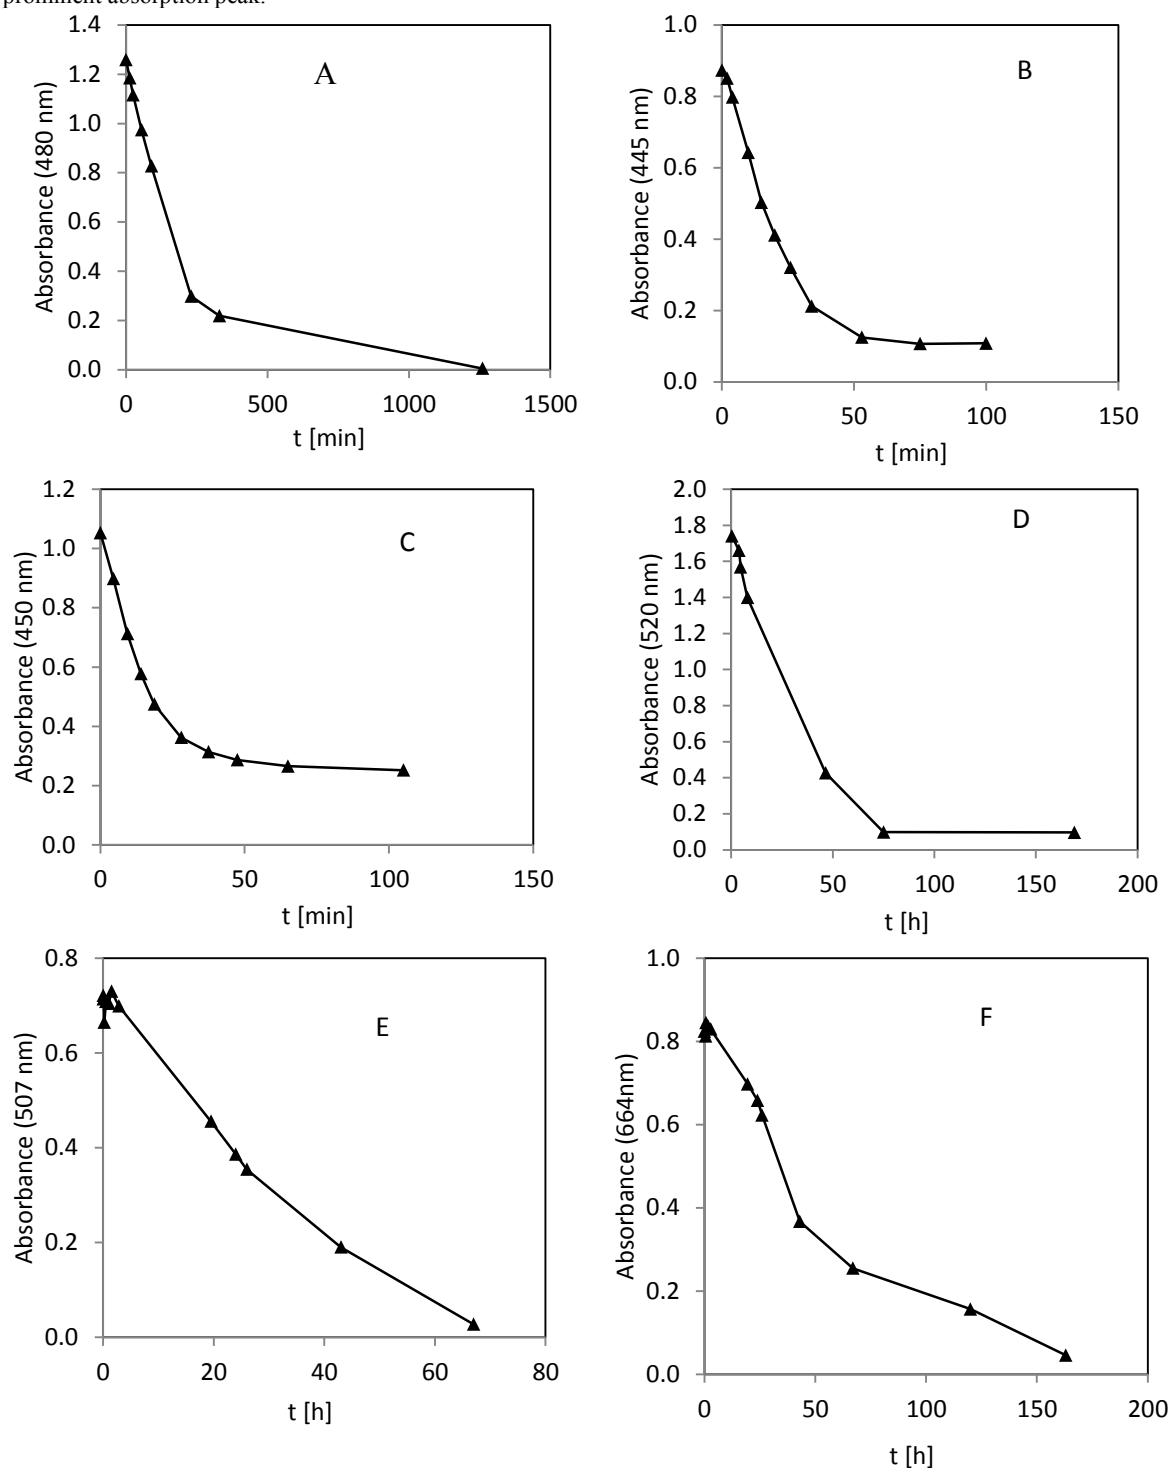 prominent absorption peak.
A
Absorbance (480 nm)
1.4
1.2
1.0
0.8
0.6
0.4
0.2
0.0
0 500 1000 1500
t [min]
B
Absorbance (445 nm)
1.0
0.8
0.6
0.4
0.2
0.0
0 50 100 150
t [min]
C
Absorbance (450 nm)
1.2
1.0
0.8
0.6
0.4
0.2
0.0
0 50 100 150
t [min]
D
Absorbance (520 nm)
2.0
1.8
1.6
1.4
1.2
1.0
0.8
0.6
0.4
0.2
0.0
0 50 100 150 200
t [h]
E
Absorbance (507 nm)
0.8
0.6
0.4
0.2
0.0
0 20 40 60 80
t [h]
F
Absorbance (664nm)
1.0
0.8
0.6
0.4
0.2
0.0
0 50 100 150 200
t [h]